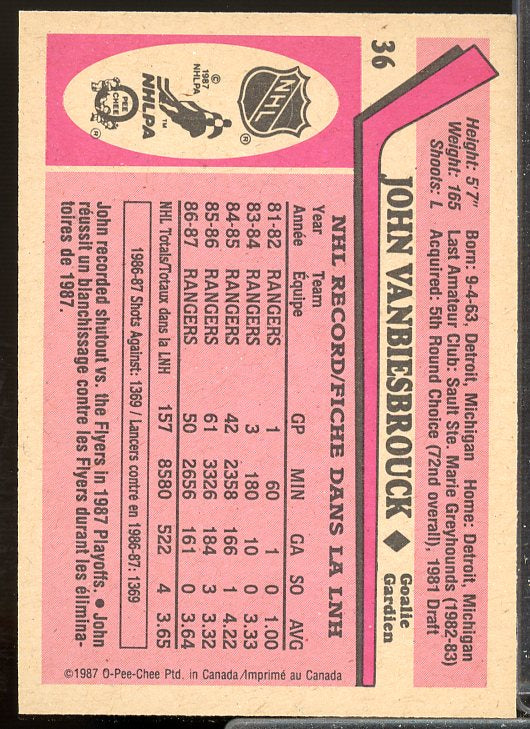 36
Height: 5'7" Born: 9-4-63, Detroit, Michigan Home: Detroit, Michigan
Weight: 165 Last Amateur Club: Sault Ste. Marie Greyhounds (1982-83)
Shoots: L Acquired: 5th Round Choice (72nd overall), 1981 Draft
JOHN VANBIESBROUCK ◆ Goalie
Gardien
NHL
© 1987 NHLPA
NHLPA™
®
O
PEE
CHEE
®
NHL RECORD/FICHE DANS LA LNH
Year Team GP MIN GA SO AVG
Année Équipe
81-82 RANGERS 1 60 1 0 1.00
83-84 RANGERS 3 180 10 0 3.33
84-85 RANGERS 42 2358 166 1 4.22
85-86 RANGERS 61 3326 184 3 3.32
86-87 RANGERS 50 2656 161 0 3.64
NHL Totals/Totaux dans la LNH 157 8580 522 4 3.65
1986-87 Shots Against: 1369 / Lancers contre en 1986-87: 1369
John recorded shutout vs. the Flyers in 1987 Playoffs. • John
réussit un blanchissage contre les Flyers durant les élimina-
toires de 1987.
©1987 O-Pee-Chee Ptd. in Canada/Imprimé au Canada